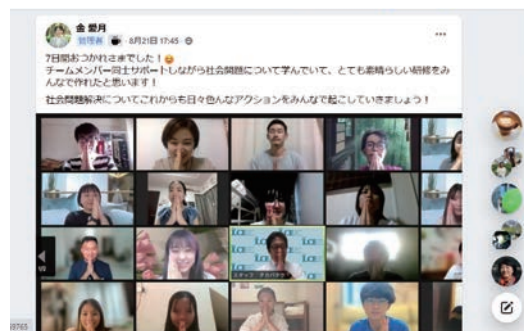 金 愛月
管理者 8月21日 17:45
7日間おつかれさまでした！
チームメンバー同士サポートしながら社会問題について学んでいて、とても素晴らしい研修をみ
んなで作れたと思います！
社会問題解決についてこれからも日々色んなアクションをみんなで起こしていきましょう！